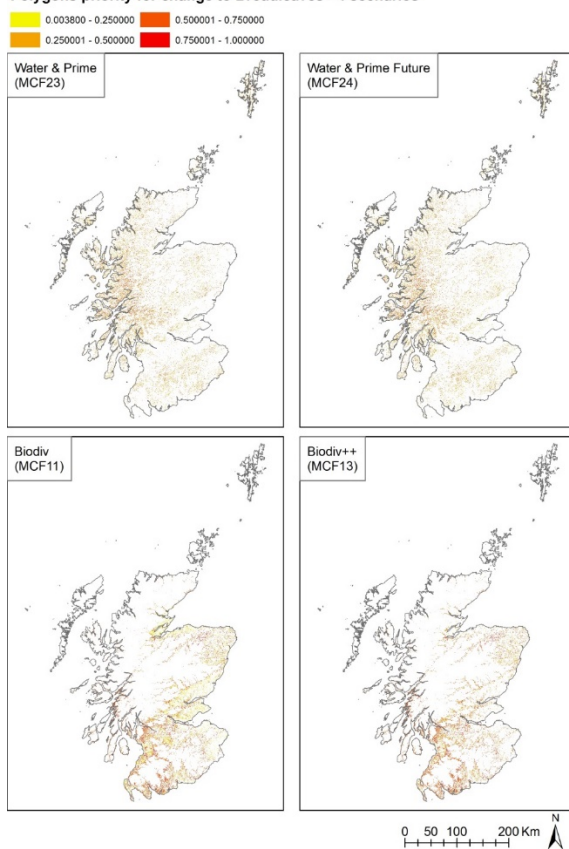 0.003800 - 0.250000
0.500001 - 0.750000
0.250001 - 0.500000
0.750001 - 1.000000
Water & Prime
(MCF23)
Water & Prime Future
(MCF24)
Biodiv
(MCF11)
Biodiv++
(MCF13)
N
0 50 100 200 Km